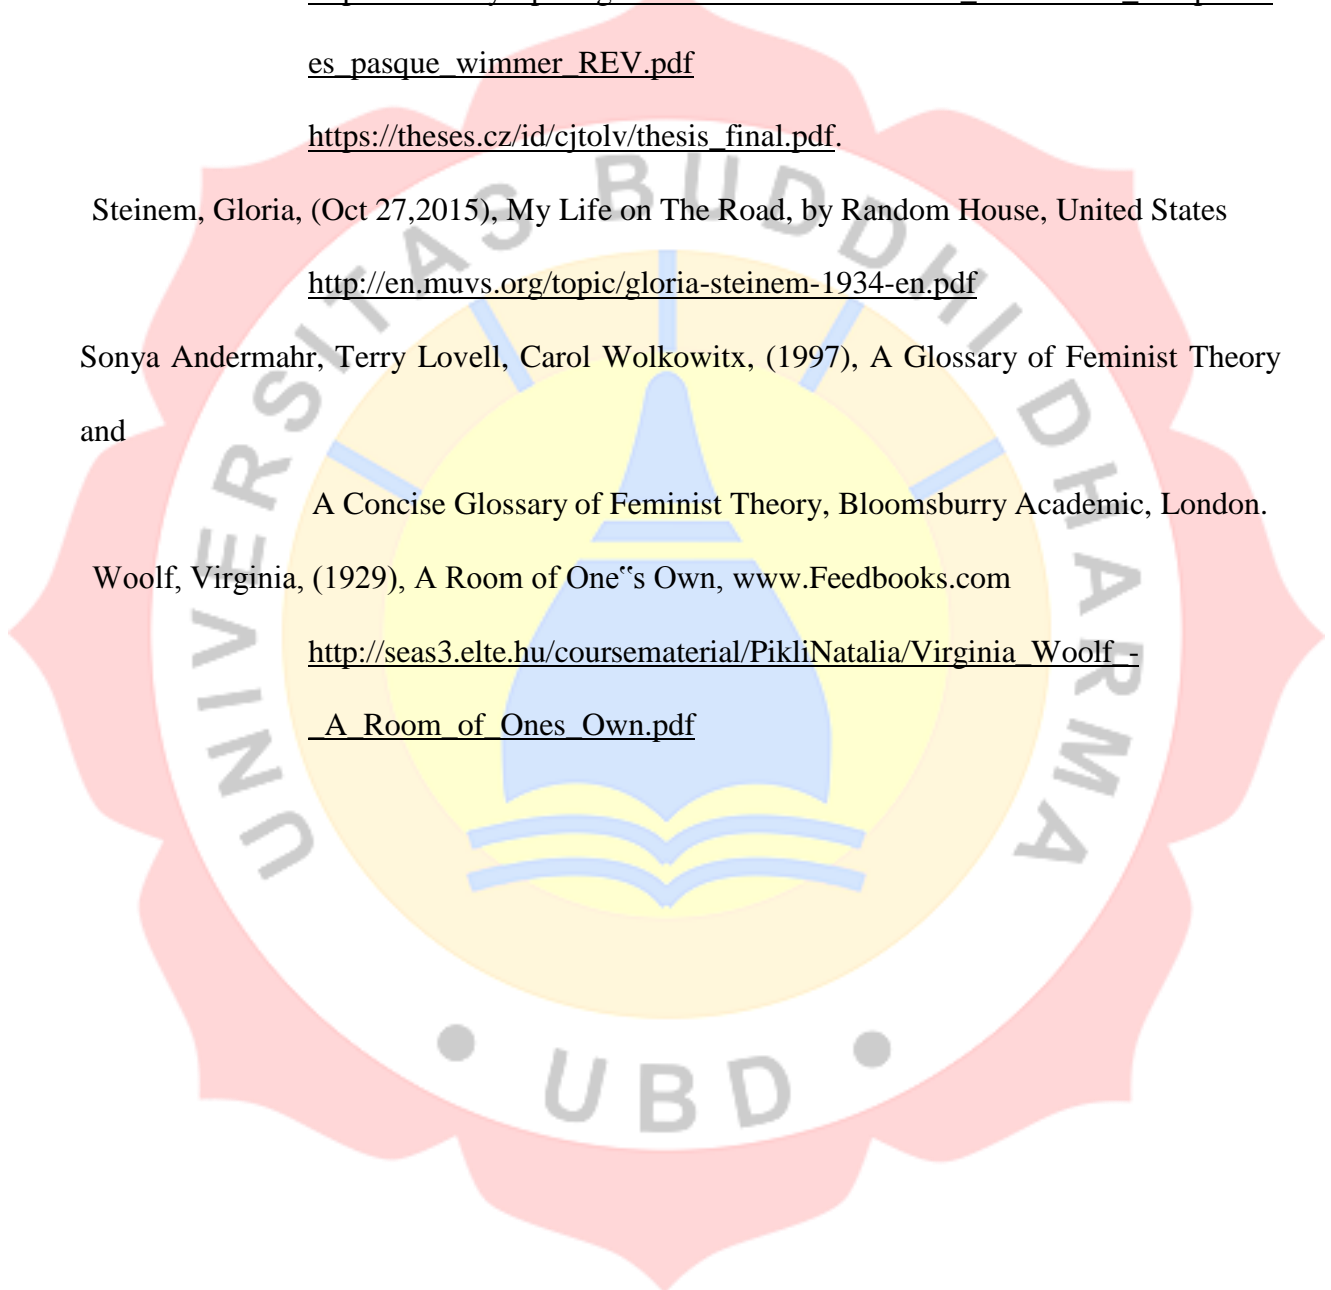 es_pasque_wimmer_REV.pdf
https://theses.cz/id/cjtolv/thesis_final.pdf.
Steinem, Gloria, (Oct 27,2015), My Life on The Road, by Random House, United States
http://en.muvs.org/topic/gloria-steinem-1934-en.pdf
Sonya Andermahr, Terry Lovell, Carol Wolkowitx, (1997), A Glossary of Feminist Theory
and
A Concise Glossary of Feminist Theory, Bloomsburry Academic, London.
Woolf, Virginia, (1929), A Room of One‟s Own, www.Feedbooks.com
http://seas3.elte.hu/coursematerial/PikliNatalia/Virginia_Woolf_-
_A_Room_of_Ones_Own.pdf
UNIVERSITAS BUDDHI DHARMA
• UBD •